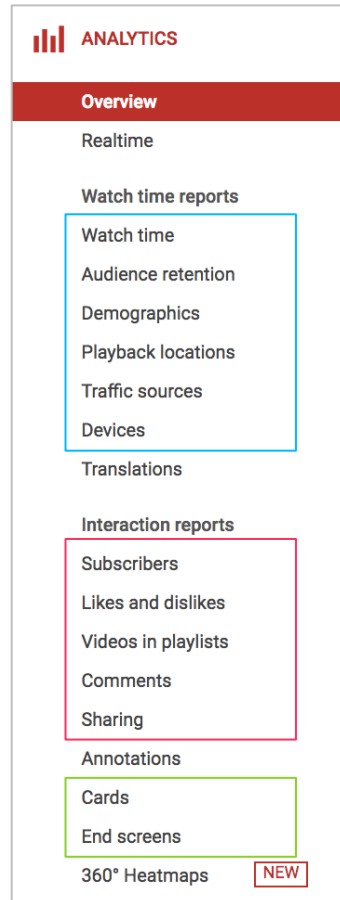 ANALYTICS
Overview
Realtime
Watch time reports
Watch time
Audience retention
Demographics
Playback locations
Traffic sources
Devices
Translations
Interaction reports
Subscribers
Likes and dislikes
Videos in playlists
Comments
Sharing
Annotations
Cards
End screens
360° Heatmaps NEW